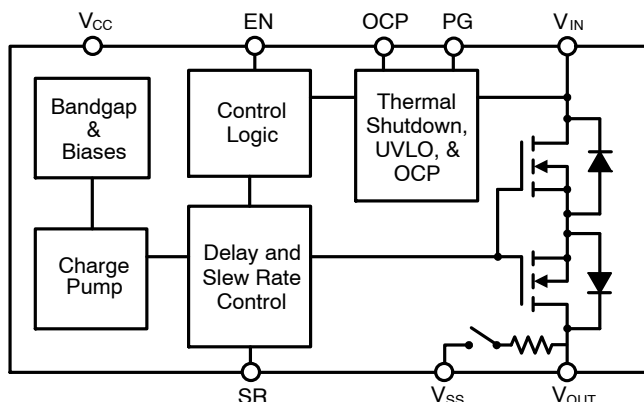 VCC
EN
OCP
PG
VIN
Bandgap
&
Biases
Control
Logic
Thermal
Shutdown,
UVLO, &
OCP
Charge
Pump
Delay and
Slew Rate
Control
SR
VSS
VOUT